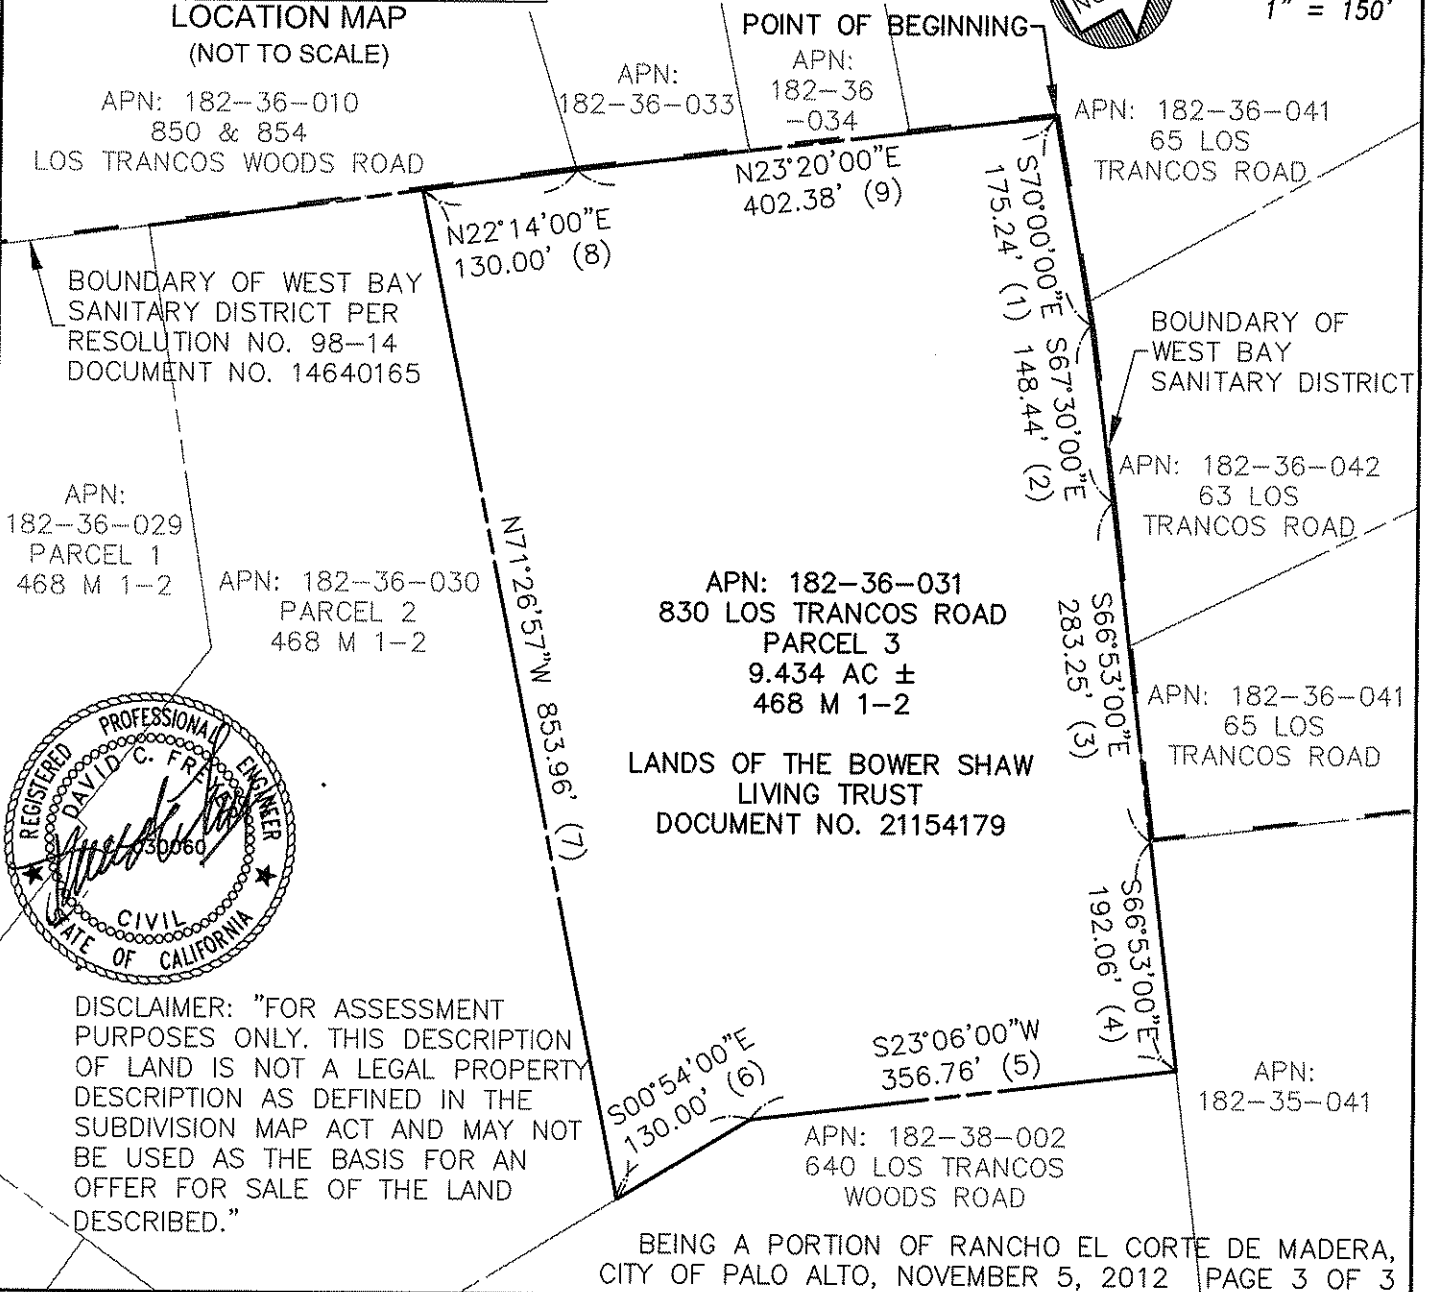 LOCATION MAP
(NOT TO SCALE)
POINT OF BEGINNING
1" = 150'
APN: 182-36-010
850 & 854
LOS TRANCOS WOODS ROAD
APN:
182-36-033
APN:
182-36
-034
APN: 182-36-041
65 LOS
TRANCOS ROAD
N23°20'00"E
402.38' (9)
N22°14'00"E
130.00' (8)
S70°00'00"E
175.24' (1)
BOUNDARY OF WEST BAY
SANITARY DISTRICT PER
RESOLUTION NO. 98-14
DOCUMENT NO. 14640165
S67°30'00"E
148.44' (2)
BOUNDARY OF
WEST BAY
SANITARY DISTRICT
APN: 182-36-042
63 LOS
TRANCOS ROAD
APN:
182-36-029
PARCEL 1
468 M 1-2
APN: 182-36-030
PARCEL 2
468 M 1-2
N71°26'57"W 853.96' (7)
APN: 182-36-031
830 LOS TRANCOS ROAD
PARCEL 3
9.434 AC ±
468 M 1-2
LANDS OF THE BOWER SHAW
LIVING TRUST
DOCUMENT NO. 21154179
S66°53'00"E
283.25' (3)
APN: 182-36-041
65 LOS
TRANCOS ROAD
REGISTERED PROFESSIONAL ENGINEER
DAVID C.
030060
CIVIL
STATE OF CALIFORNIA
S66°53'00"E
192.06' (4)
DISCLAIMER: "FOR ASSESSMENT
PURPOSES ONLY. THIS DESCRIPTION
OF LAND IS NOT A LEGAL PROPERTY
DESCRIPTION AS DEFINED IN THE
SUBDIVISION MAP ACT AND MAY NOT
BE USED AS THE BASIS FOR AN
OFFER FOR SALE OF THE LAND
DESCRIBED."
S00°54'00"E
130.00' (6)
S23°06'00"W
356.76' (5)
APN:
182-35-041
APN: 182-38-002
640 LOS TRANCOS
WOODS ROAD
BEING A PORTION OF RANCHO EL CORTE DE MADERA,
CITY OF PALO ALTO, NOVEMBER 5, 2012 PAGE 3 OF 3